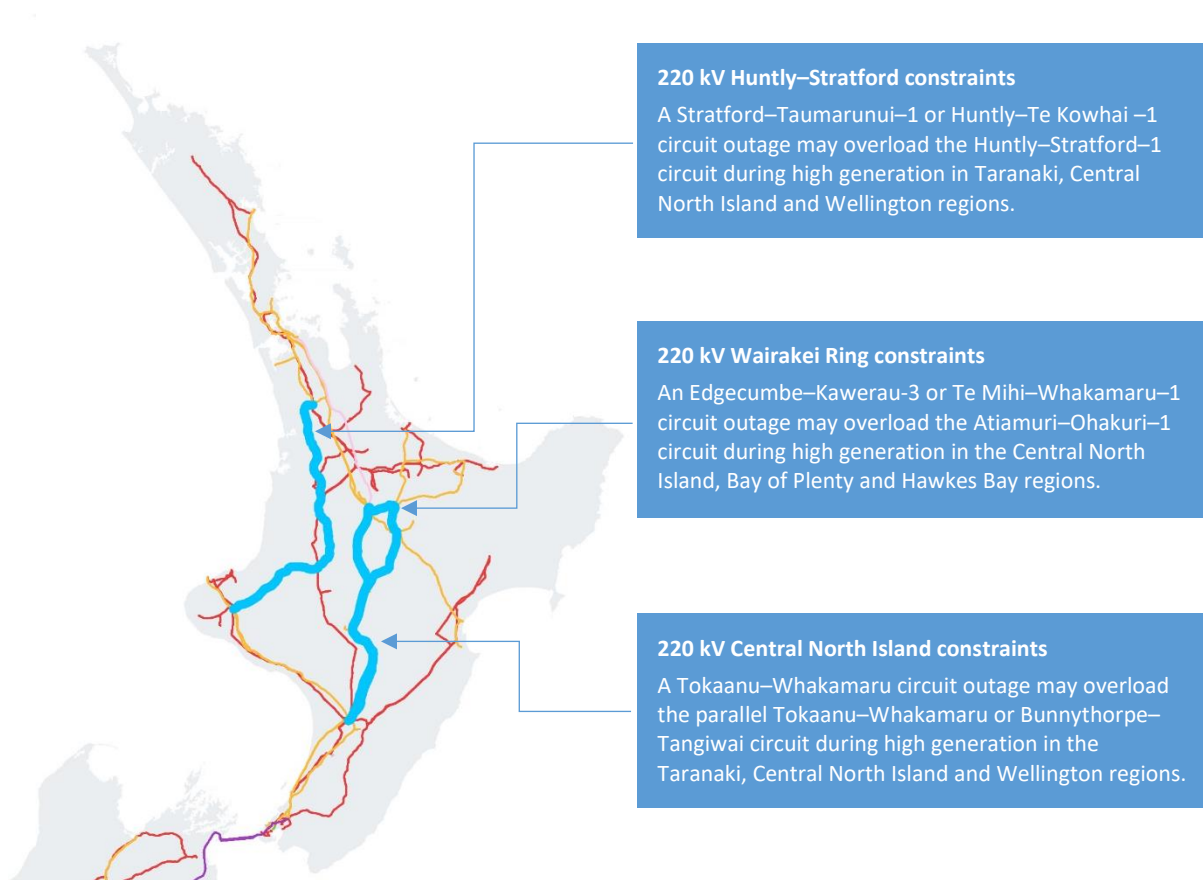 220 kV Huntly–Stratford constraints
A Stratford–Taumarunui–1 or Huntly–Te Kowhai –1
circuit outage may overload the Huntly–Stratford–1
circuit during high generation in Taranaki, Central
North Island and Wellington regions.
220 kV Wairakei Ring constraints
An Edgecumbe–Kawerau-3 or Te Mihi–Whakamaru–1
circuit outage may overload the Atiamuri–Ohakuri–1
circuit during high generation in the Central North
Island, Bay of Plenty and Hawkes Bay regions.
220 kV Central North Island constraints
A Tokaanu–Whakamaru circuit outage may overload
the parallel Tokaanu–Whakamaru or Bunnythorpe–
Tangiwai circuit during high generation in the
Taranaki, Central North Island and Wellington regions.